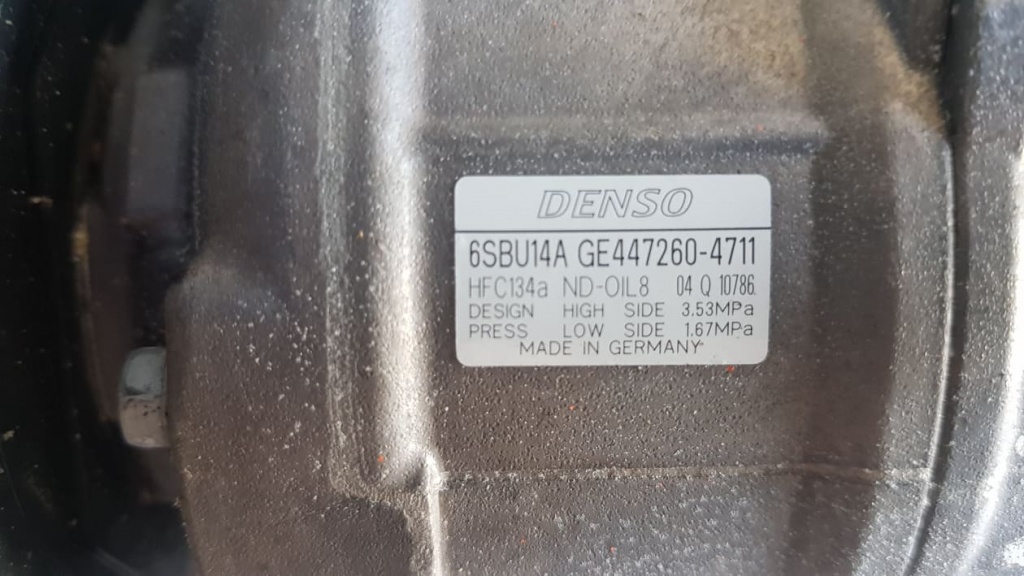 DENSO
6SBU14A GE447260-4711
HFC134a ND-OIL8 04 Q 10786
DESIGN HIGH SIDE 3.53MPa
PRESS LOW SIDE 1.67MPa
MADE IN GERMANY